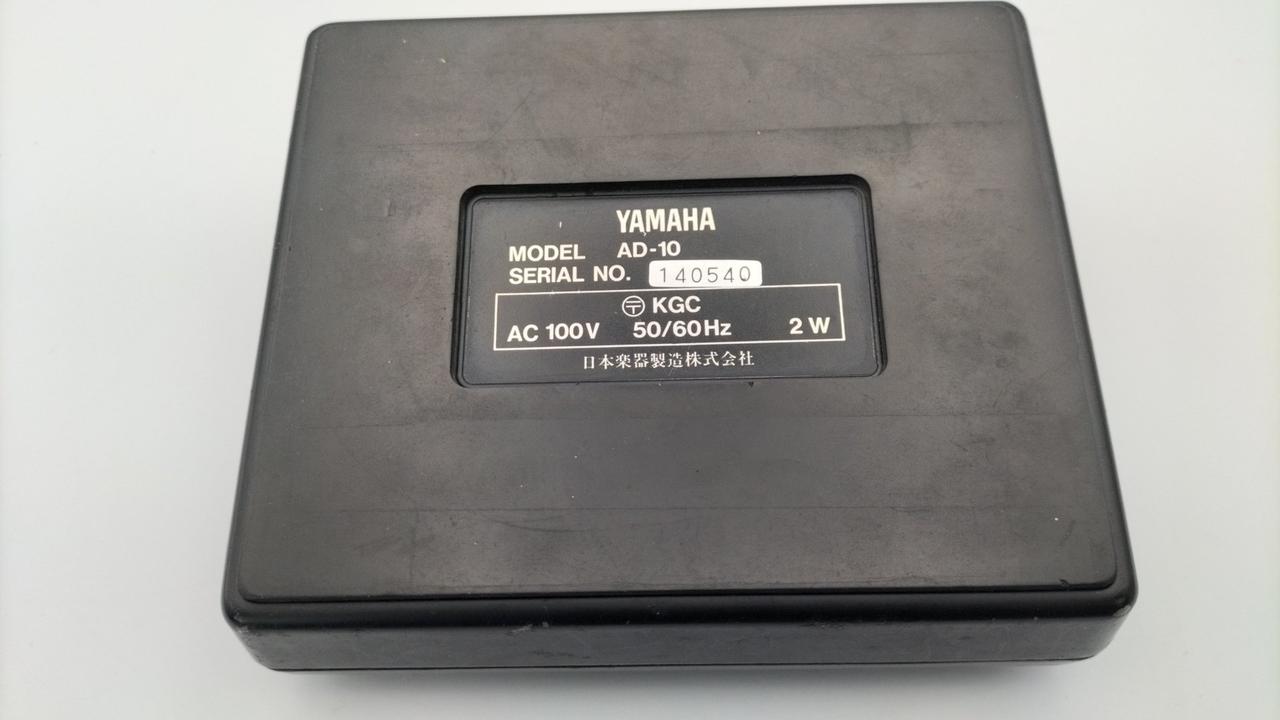 YAMAHA
MODEL AD-10
SERIAL NO. 140540
〶 KGC
AC 100V 50/60Hz 2W
日本楽器製造株式会社